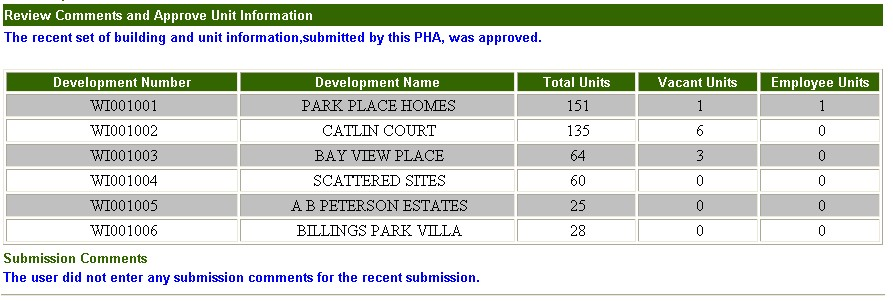 Review Comments and Approve Unit Information
The recent set of building and unit information,submitted by this PHA, was approved.
Development Number Development Name Total Units Vacant Units Employee Units
WI001001 PARK PLACE HOMES 151 1 1
WI001002 CATLIN COURT 135 6 0
WI001003 BAY VIEW PLACE 64 3 0
WI001004 SCATTERED SITES 60 0 0
WI001005 A B PETERSON ESTATES 25 0 0
WI001006 BILLINGS PARK VILLA 28 0 0
Submission Comments
The user did not enter any submission comments for the recent submission.